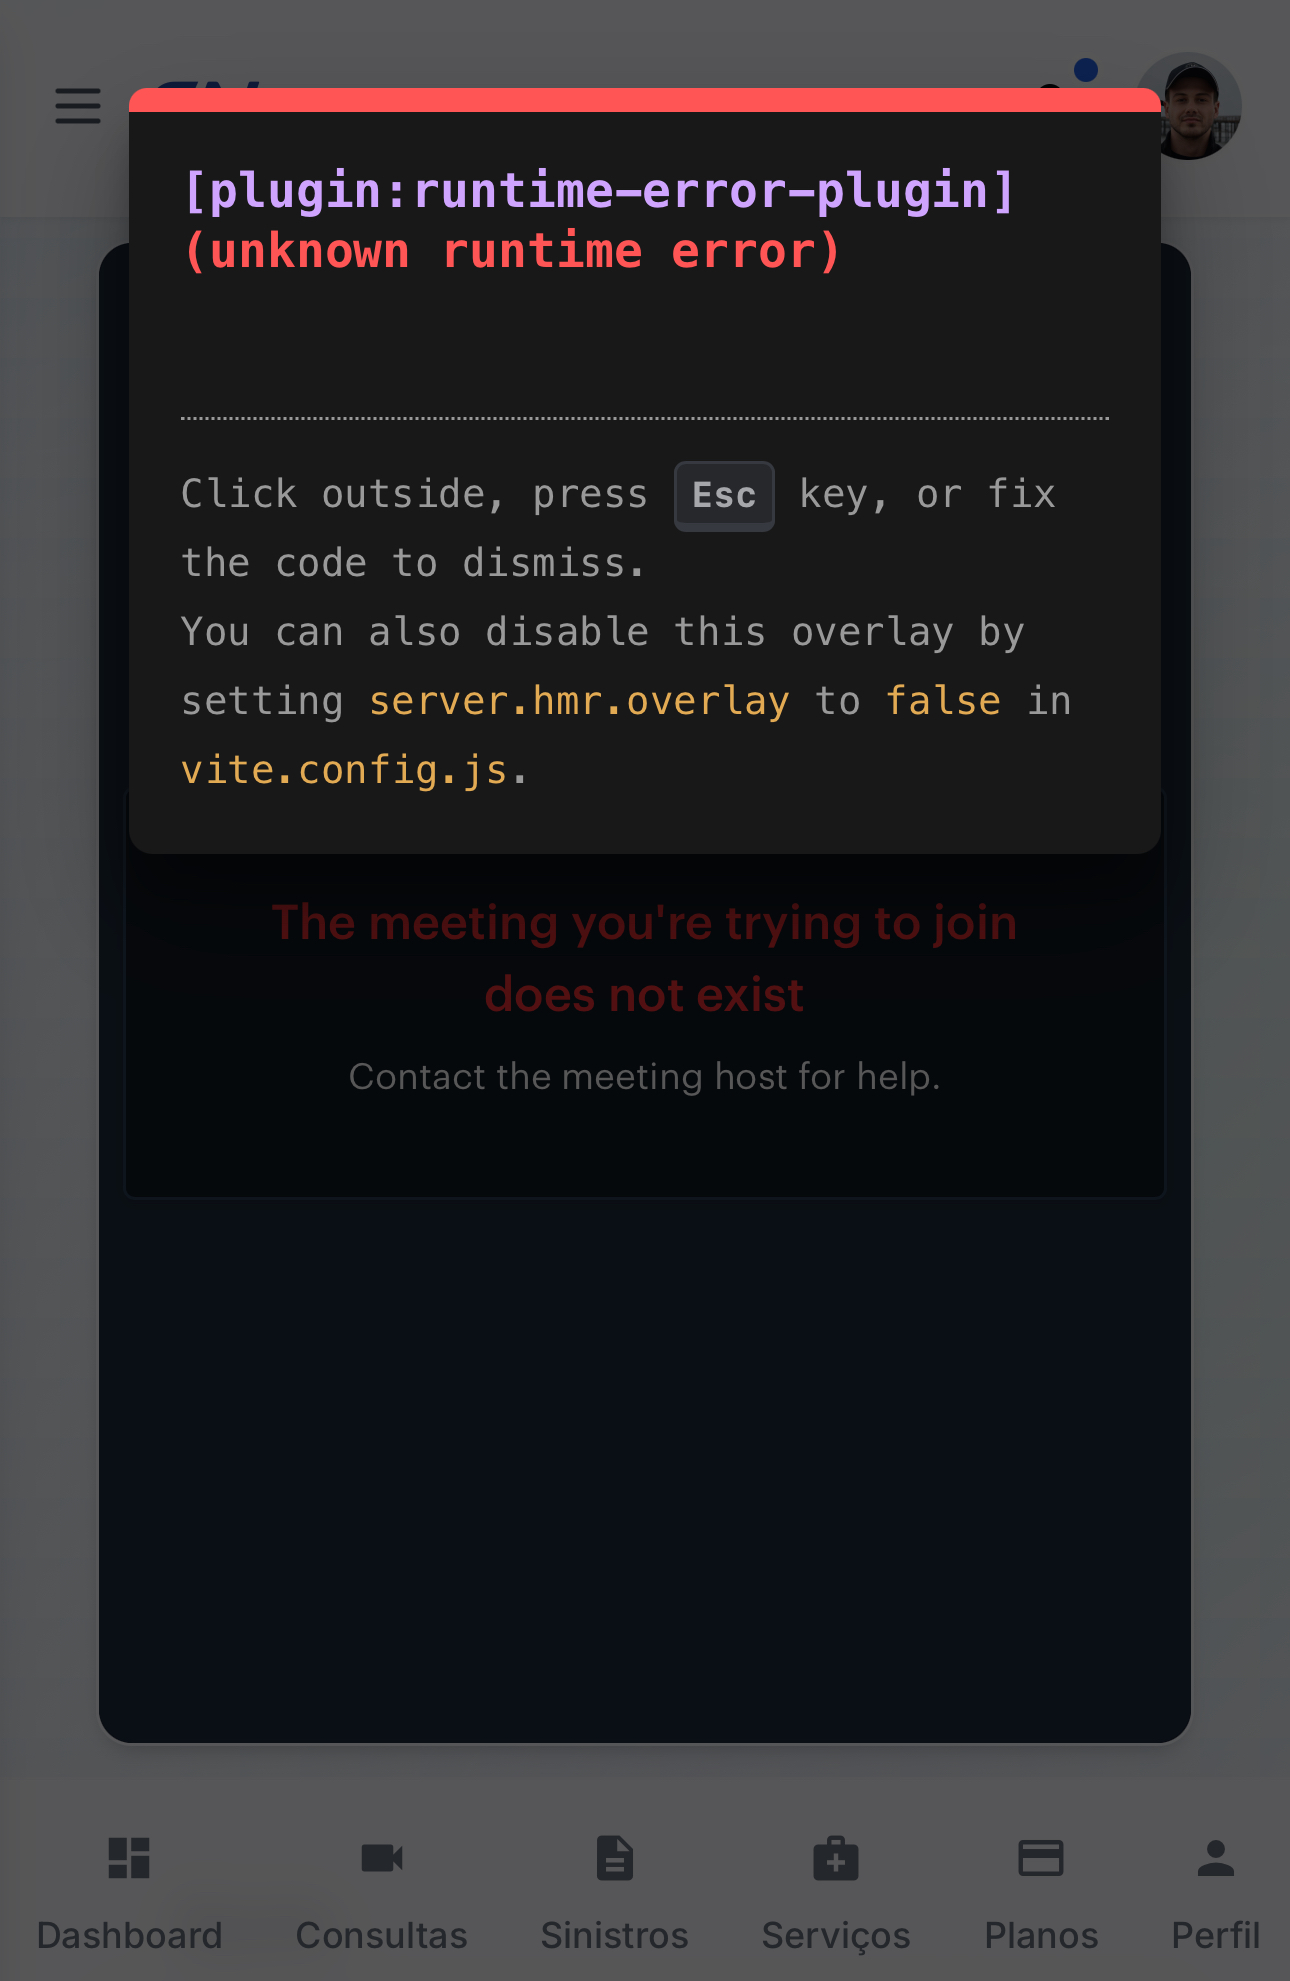 [plugin:runtime-error-plugin]
(unknown runtime error)
Click outside, press Esc key, or fix
the code to dismiss.
You can also disable this overlay by
setting server.hmr.overlay to false in
vite.config.js.
The meeting you're trying to join
does not exist
Contact the meeting host for help.
Dashboard Consultas Sinistros Serviços Planos Perfil